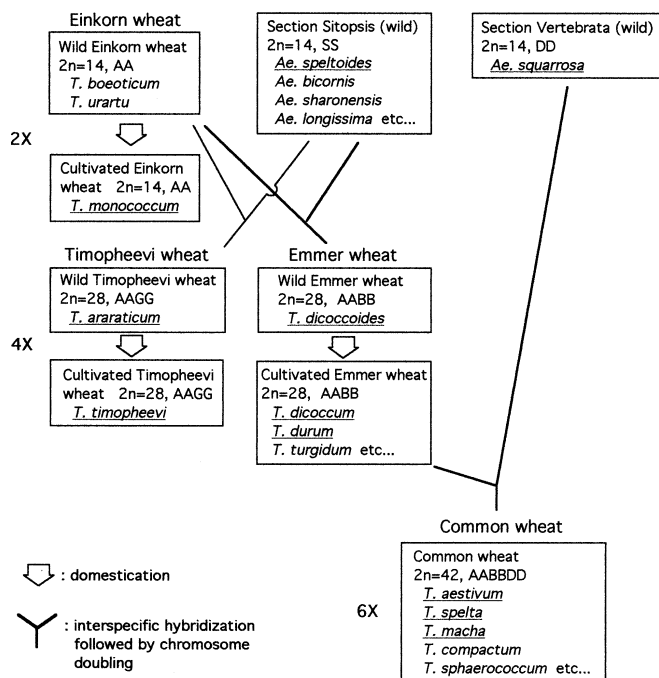 Einkorn wheat
Wild Einkorn wheat
2n=14, AA
T. boeoticum
T. urartu
Section Sitopsis (wild)
2n=14, SS
Ae. speltoides
Ae. bicornis
Ae. sharonensis
Ae. longissima etc...
Section Vertebrata (wild)
2n=14, DD
Ae. squarrosa
2X
Cultivated Einkorn
wheat 2n=14, AA
T. monococcum
Timopheevi wheat
Wild Timopheevi wheat
2n=28, AAGG
T. araraticum
Emmer wheat
Wild Emmer wheat
2n=28, AABB
T. dicoccoides
4X
Cultivated Timopheevi
wheat 2n=28, AAGG
T. timopheevi
Cultivated Emmer wheat
2n=28, AABB
T. dicoccum
T. durum
T. turgidum etc...
Common wheat
6X
Common wheat
2n=42, AABBDD
T. aestivum
T. spelta
T. macha
T. compactum
T. sphaerococcum etc...
: domestication
: interspecific hybridization
followed by chromosome
doubling